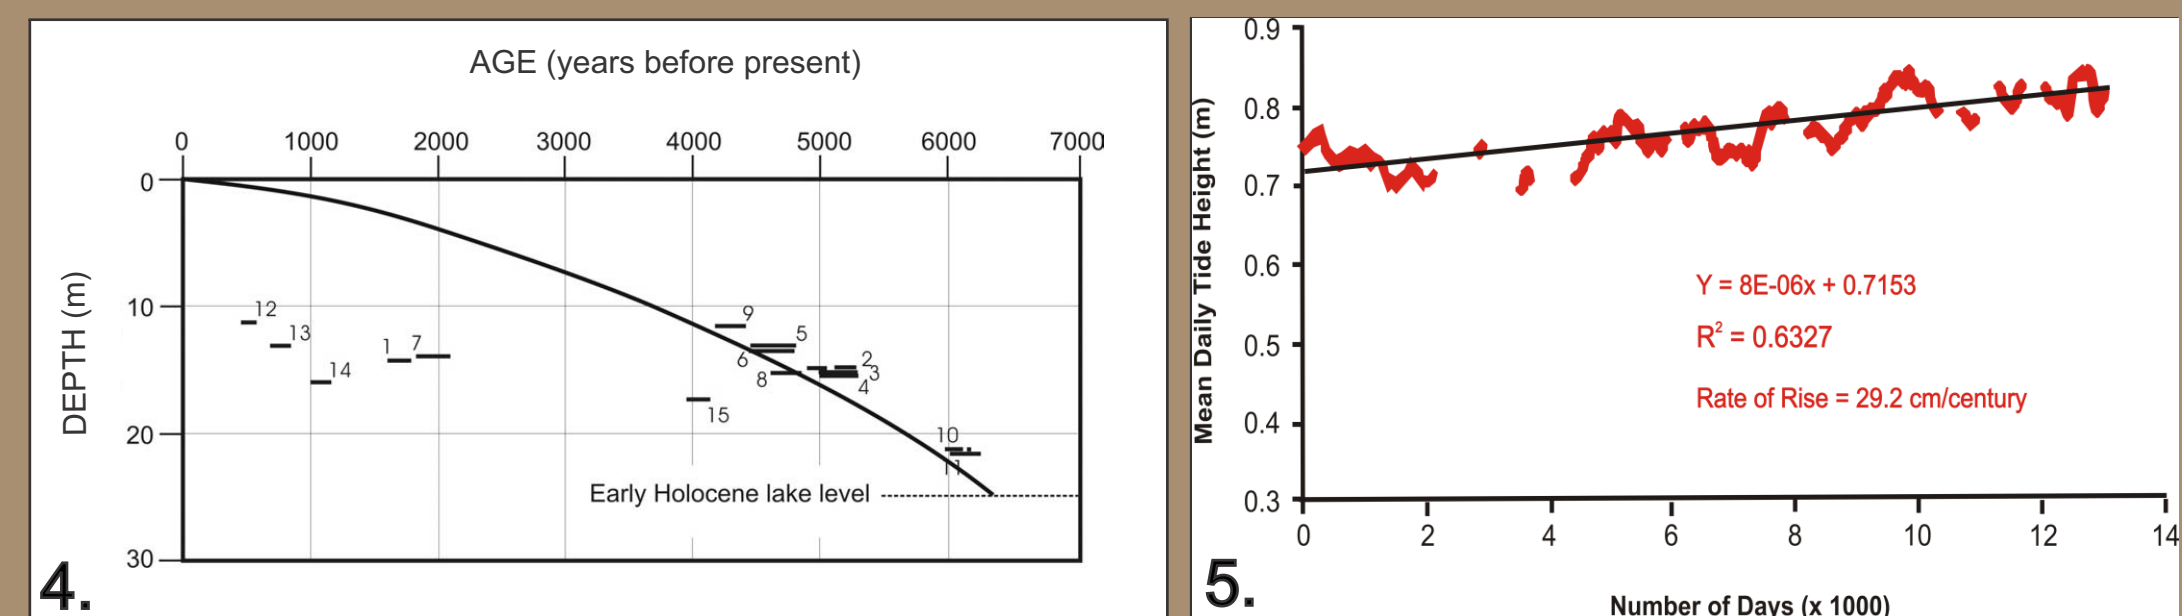 AGE (years before present)
0 1000 2000 3000 4000 5000 6000 7000
DEPTH (m)
0
10
20
30
12
13
14
1
7
9
5
6
8
2
3
4
15
10
11
Early Holocene lake level
4.
Mean Daily Tide Height (m)
0.9
0.8
0.7
0.6
0.5
0.4
0.3
Y = 8E-06x + 0.7153
R² = 0.6327
Rate of Rise = 29.2 cm/century
0 2 4 6 8 10 12 14
Number of Days (x 1000)
5.